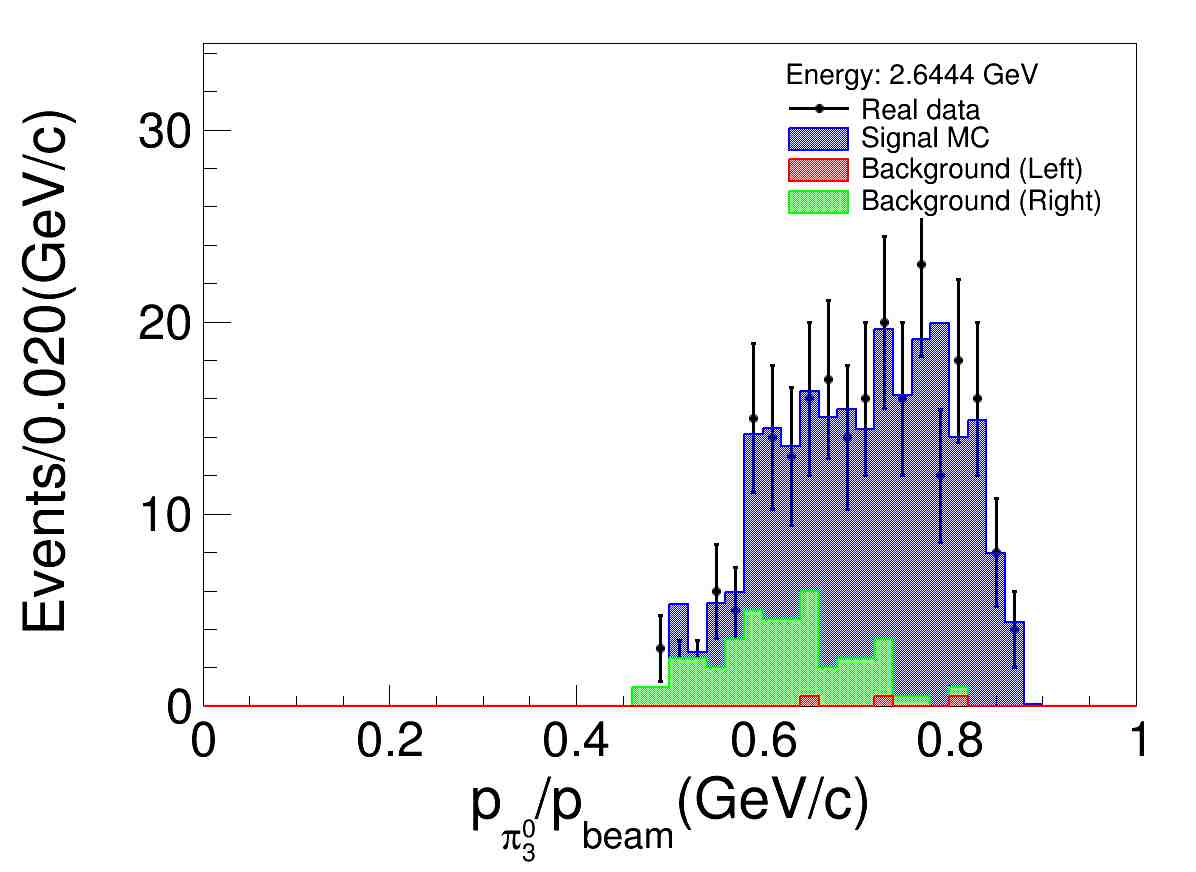 Energy: 2.6444 GeV
Real data
Signal MC
Background (Left)
Background (Right)
Events/0.020(GeV/c)
30
20
10
0
0 0.2 0.4 0.6 0.8 1
p_{π^0_3}/p_{beam}(GeV/c)